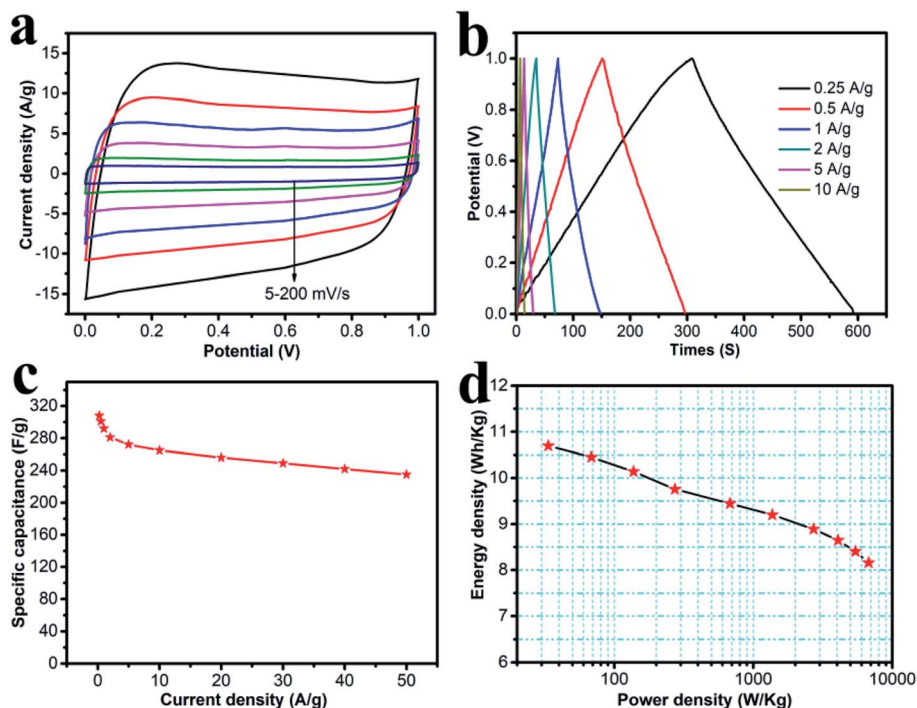 a
Current density (A/g)
15
10
5
0
-5
-10
-15
5-200 mV/s
0.0 0.2 0.4 0.6 0.8 1.0
Potential (V)
b
Potential (V)
1.0
0.8
0.6
0.4
0.2
0.0
0.25 A/g
0.5 A/g
1 A/g
2 A/g
5 A/g
10 A/g
0 100 200 300 400 500 600
Times (S)
c
Specific capacitance (F/g)
320
280
240
200
160
120
80
40
0
0 10 20 30 40 50
Current density (A/g)
d
Energy density (Wh/Kg)
12
11
10
9
8
7
6
100 1000 10000
Power density (W/Kg)